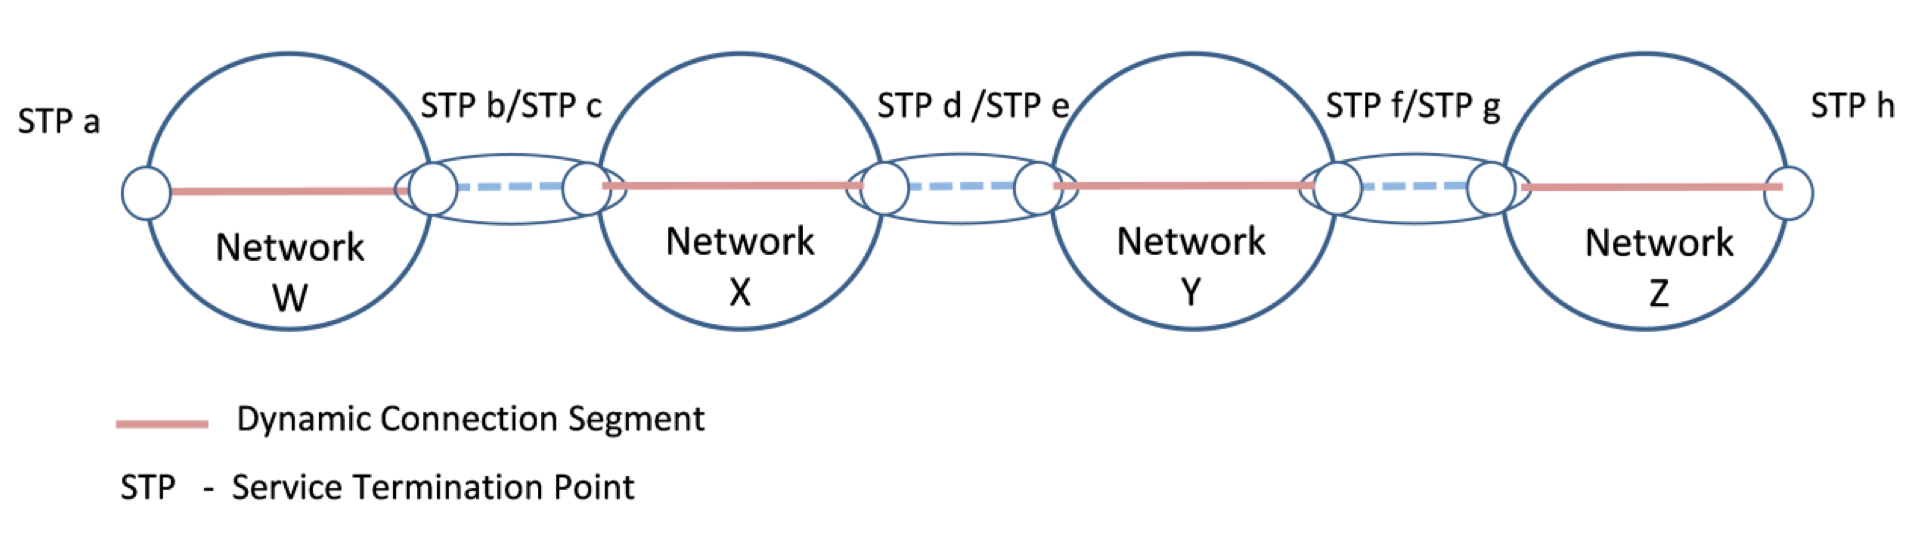 STP a
STP b/STP c
STP d /STP e
STP f/STP g
STP h
Network
W
Network
X
Network
Y
Network
Z
Dynamic Connection Segment
STP - Service Termination Point